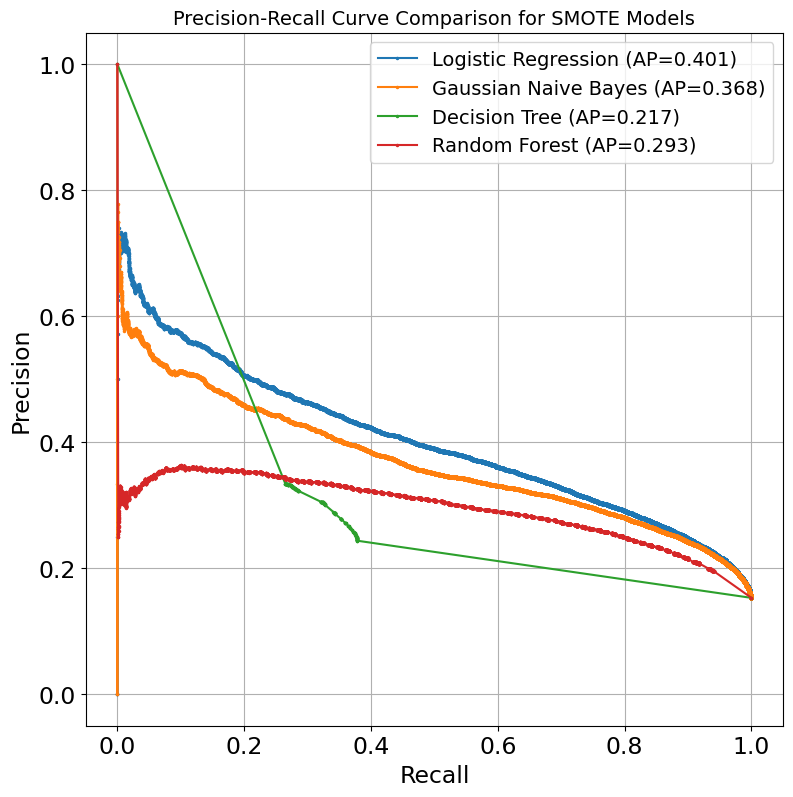 Precision-Recall Curve Comparison for SMOTE Models
Logistic Regression (AP=0.401)
Gaussian Naive Bayes (AP=0.368)
Decision Tree (AP=0.217)
Random Forest (AP=0.293)
1.0
0.8
0.6
0.4
0.2
0.0
Precision
0.0 0.2 0.4 0.6 0.8 1.0
Recall